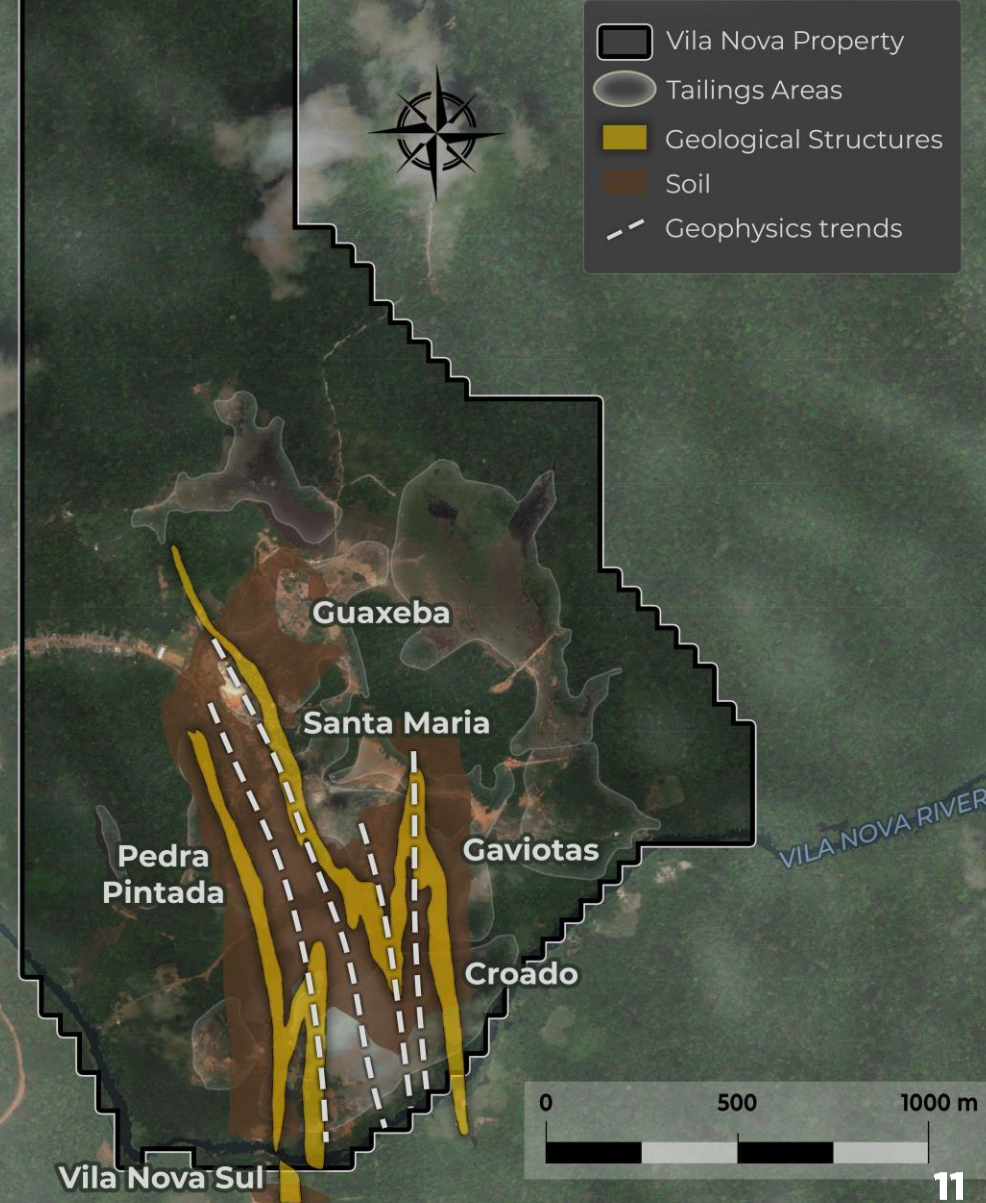 Vila Nova Property
Tailings Areas
Geological Structures
Soil
Geophysics trends
Guaxeba
Santa Maria
Pedra
Pintada
Gaviotas
VILA NOVA RIVER
Croado
0 500 1000 m
Vila Nova Sul
11